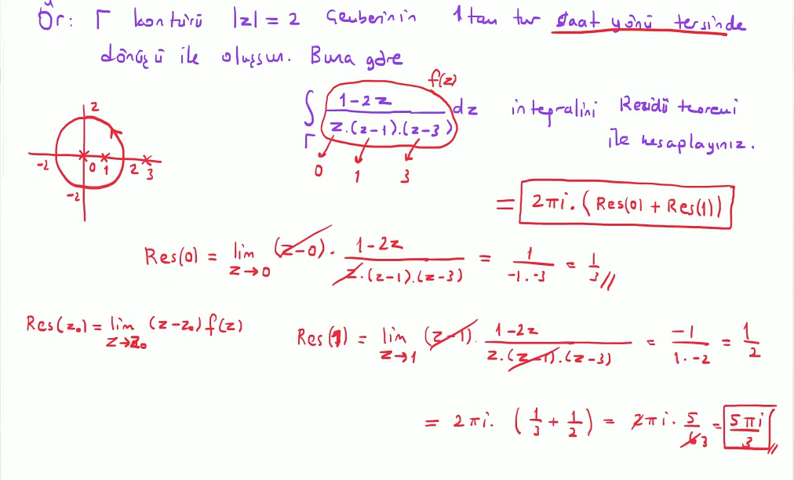 Ör: Γ konturü |z| = 2 çemberinin 1 tam tur saat yönü tersinde
dönüşü ile oluşsun. Buna göre
f(z)
∫Γ (1-2z)/(z.(z-1).(z-3)) dz integralini Rezidü teoremi
ile hesaplayınız.
0 1 3
2
-2 0 1 2 3
-2
= 2πi.(Res(0) + Res(1))
Res(0) = lim z→0 (z-0). (1-2z)/(z.(z-1).(z-3)) = 1/(-1.-3) = 1/3 //
Res(z₀) = lim z→z₀ (z-z₀) f(z)
Res(1) = lim z→1 (z-1). (1-2z)/(z.(z-1).(z-3)) = -1/(1.-2) = 1/2
= 2πi. (1/3 + 1/2) = 2πi. 5/6 3 = 5πi/3 //